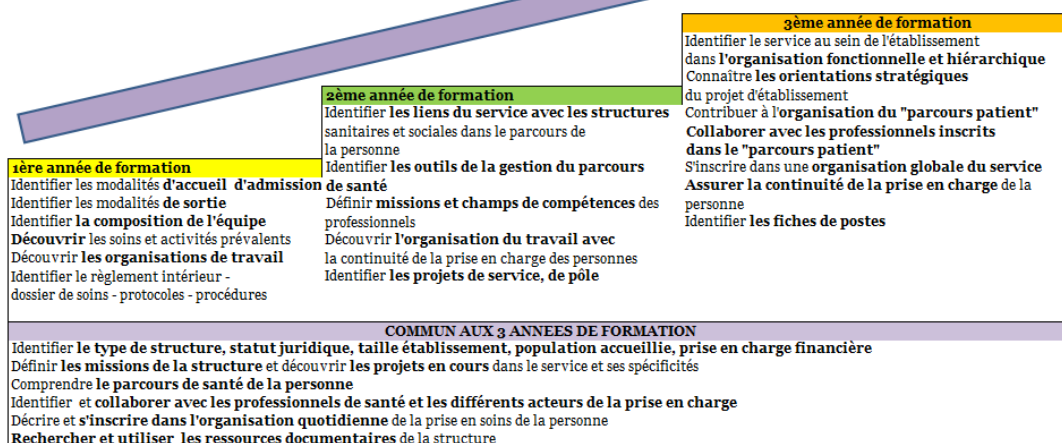 3ème année de formation
Identifier le service au sein de l'établissement
dans l'organisation fonctionnelle et hiérarchique
Connaître les orientations stratégiques
du projet d'établissement
Contribuer à l'organisation du "parcours patient"
Collaborer avec les professionnels inscrits
dans le "parcours patient"
S'inscrire dans une organisation globale du service
Assurer la continuité de la prise en charge de la
personne
Identifier les fiches de postes
2ème année de formation
Identifier les liens du service avec les structures
sanitaires et sociales dans le parcours de
la personne
Identifier les outils de la gestion du parcours
de santé
Définir missions et champs de compétences des
professionnels
Découvrir l'organisation du travail avec
la continuité de la prise en charge des personnes
Identifier les projets de service, de pôle
1ère année de formation
Identifier les modalités d'accueil d'admission
Identifier les modalités de sortie
Identifier la composition de l'équipe
Découvrir les soins et activités prévalents
Découvrir les organisations de travail
Identifier le règlement intérieur -
dossier de soins - protocoles - procédures
COMMUN AUX 3 ANNEES DE FORMATION
Identifier le type de structure, statut juridique, taille établissement, population accueillie, prise en charge financière
Définir les missions de la structure et découvrir les projets en cours dans le service et ses spécificités
Comprendre le parcours de santé de la personne
Identifier et collaborer avec les professionnels de santé et les différents acteurs de la prise en charge
Décrire et s'inscrire dans l'organisation quotidienne de la prise en soins de la personne
Rechercher et utiliser les ressources documentaires de la structure